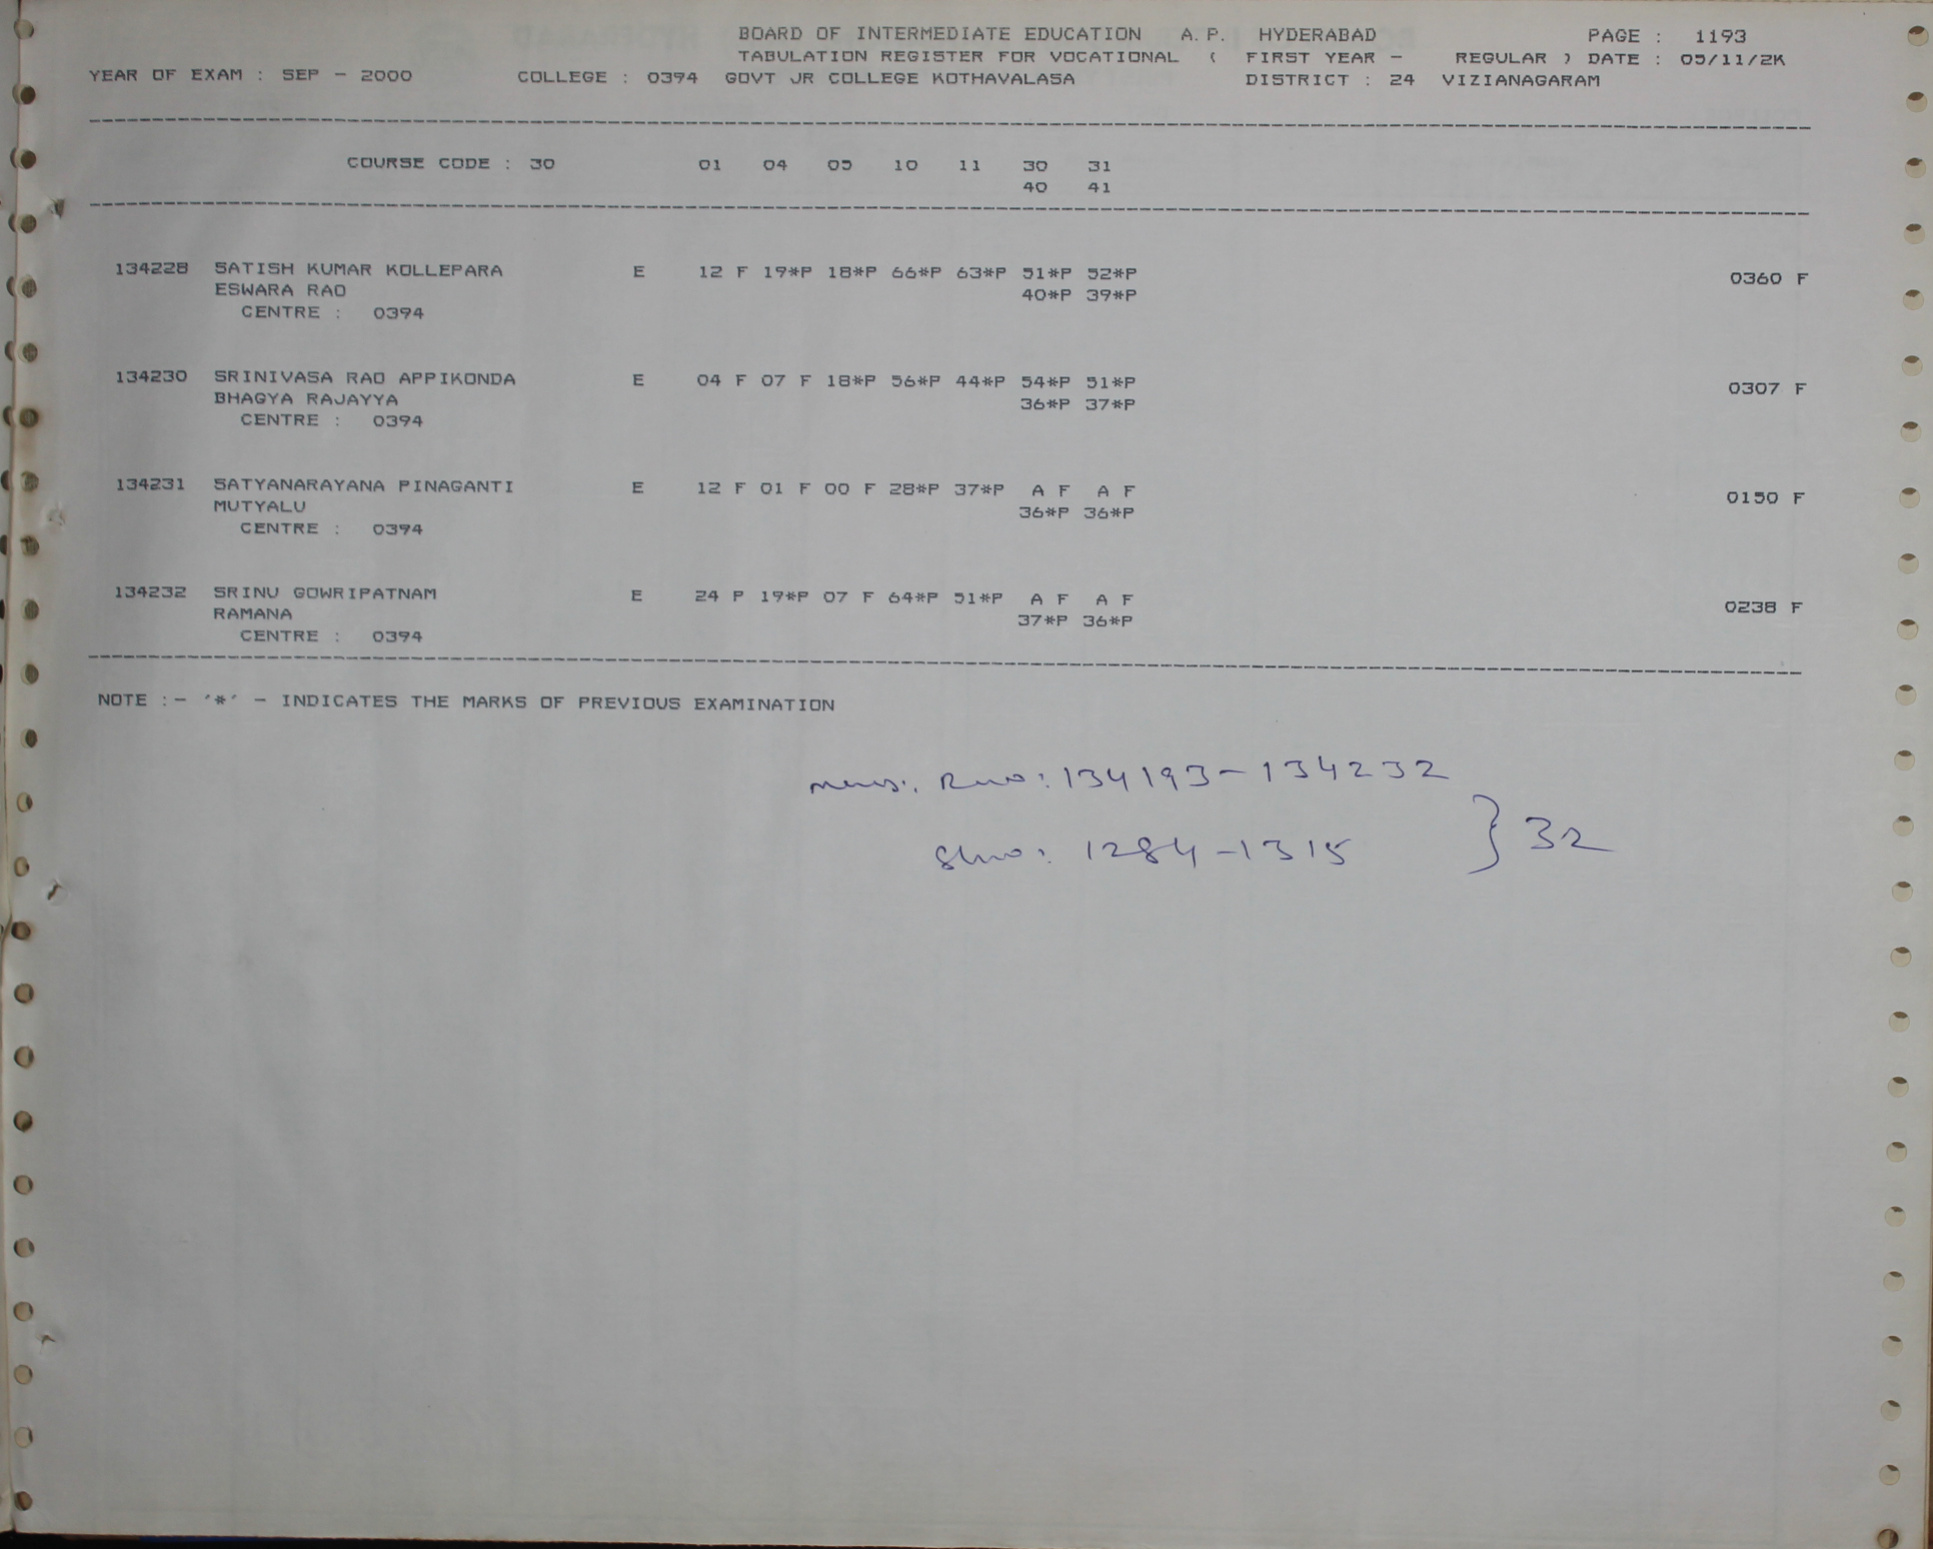 BOARD OF INTERMEDIATE EDUCATION A.P. HYDERABAD PAGE : 1193
TABULATION REGISTER FOR VOCATIONAL ( FIRST YEAR - REGULAR ) DATE : 05/11/2K
YEAR OF EXAM : SEP - 2000 COLLEGE : 0394 GOVT JR COLLEGE KOTHAVALASA DISTRICT : 24 VIZIANAGARAM
COURSE CODE : 30 01 04 05 10 11 30 31
40 41
134228 SATISH KUMAR KOLLEPARA E 12 F 19*P 18*P 66*P 63*P 51*P 52*P 0360 F
ESWARA RAO 40*P 39*P
CENTRE : 0394
134230 SRINIVASA RAO APPIKONDA E 04 F 07 F 18*P 56*P 44*P 54*P 51*P 0307 F
BHAGYA RAJAYYA 36*P 37*P
CENTRE : 0394
134231 SATYANARAYANA PINAGANTI E 12 F 01 F 00 F 28*P 37*P A F A F 0150 F
MUTYALU 36*P 36*P
CENTRE : 0394
134232 SRINU GOWRIPATNAM E 24 P 19*P 07 F 64*P 51*P A F A F 0238 F
RAMANA 37*P 36*P
CENTRE : 0394
NOTE :- '*' - INDICATES THE MARKS OF PREVIOUS EXAMINATION
Rno: 134193-134232
Slno: 1284-1315 } 32